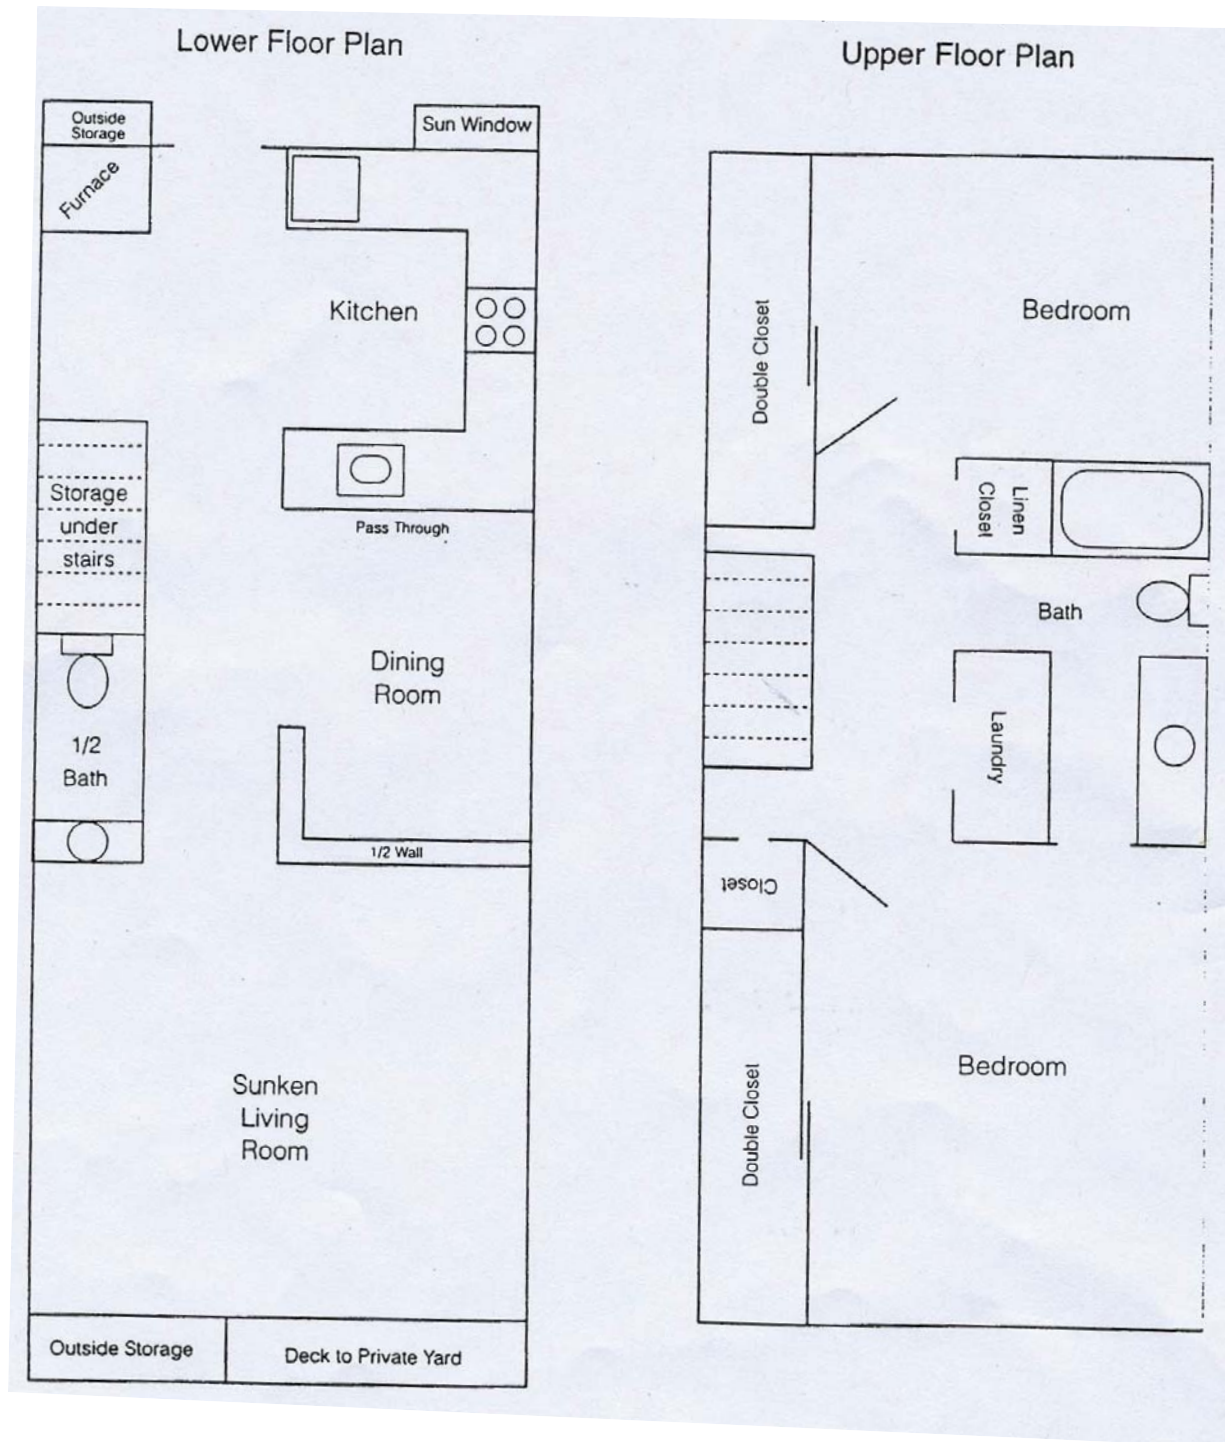 Lower Floor Plan
Outside
Storage
Furnace
Sun Window
Kitchen
Storage
under
stairs
Pass Through
Dining
Room
1/2
Bath
1/2 Wall
Sunken
Living
Room
Outside Storage
Deck to Private Yard
Upper Floor Plan
Double Closet
Bedroom
Linen
Closet
Bath
Laundry
Closet
Double Closet
Bedroom